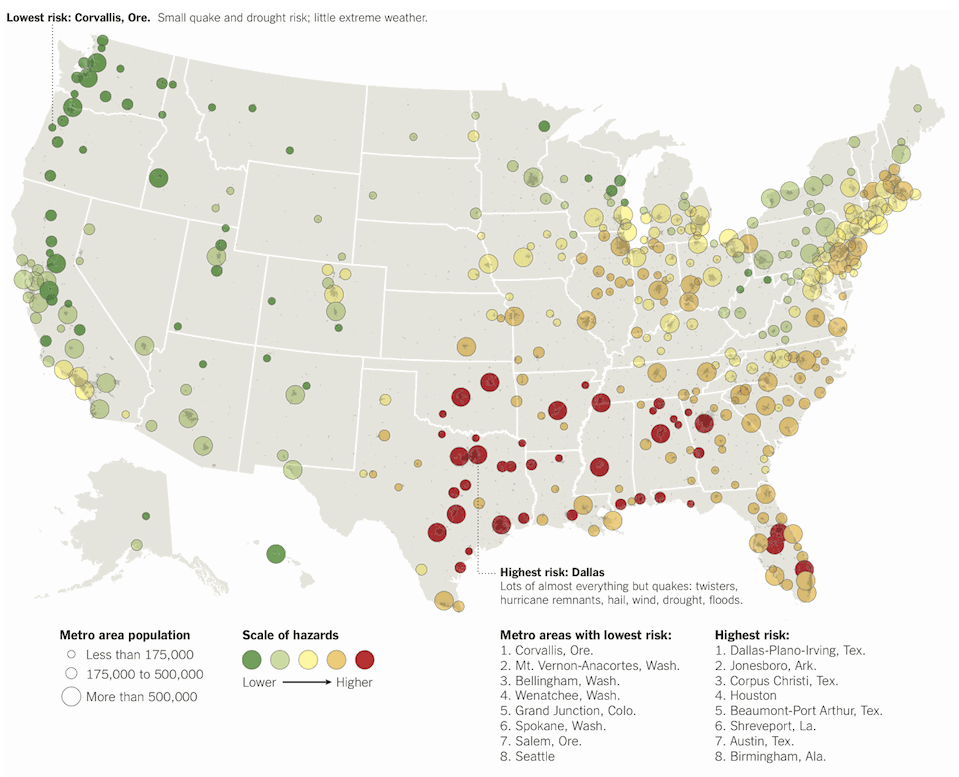 Lowest risk: Corvallis, Ore. Small quake and drought risk; little extreme weather.
Highest risk: Dallas
Lots of almost everything but quakes: twisters,
hurricane remnants, hail, wind, drought, floods.
Metro area population
Less than 175,000
175,000 to 500,000
More than 500,000
Scale of hazards
Lower Higher
Metro areas with lowest risk:
1. Corvallis, Ore.
2. Mt. Vernon-Anacortes, Wash.
3. Bellingham, Wash.
4. Wenatchee, Wash.
5. Grand Junction, Colo.
6. Spokane, Wash.
7. Salem, Ore.
8. Seattle
Highest risk:
1. Dallas-Plano-Irving, Tex.
2. Jonesboro, Ark.
3. Corpus Christi, Tex.
4. Houston
5. Beaumont-Port Arthur, Tex.
6. Shreveport, La.
7. Austin, Tex.
8. Birmingham, Ala.